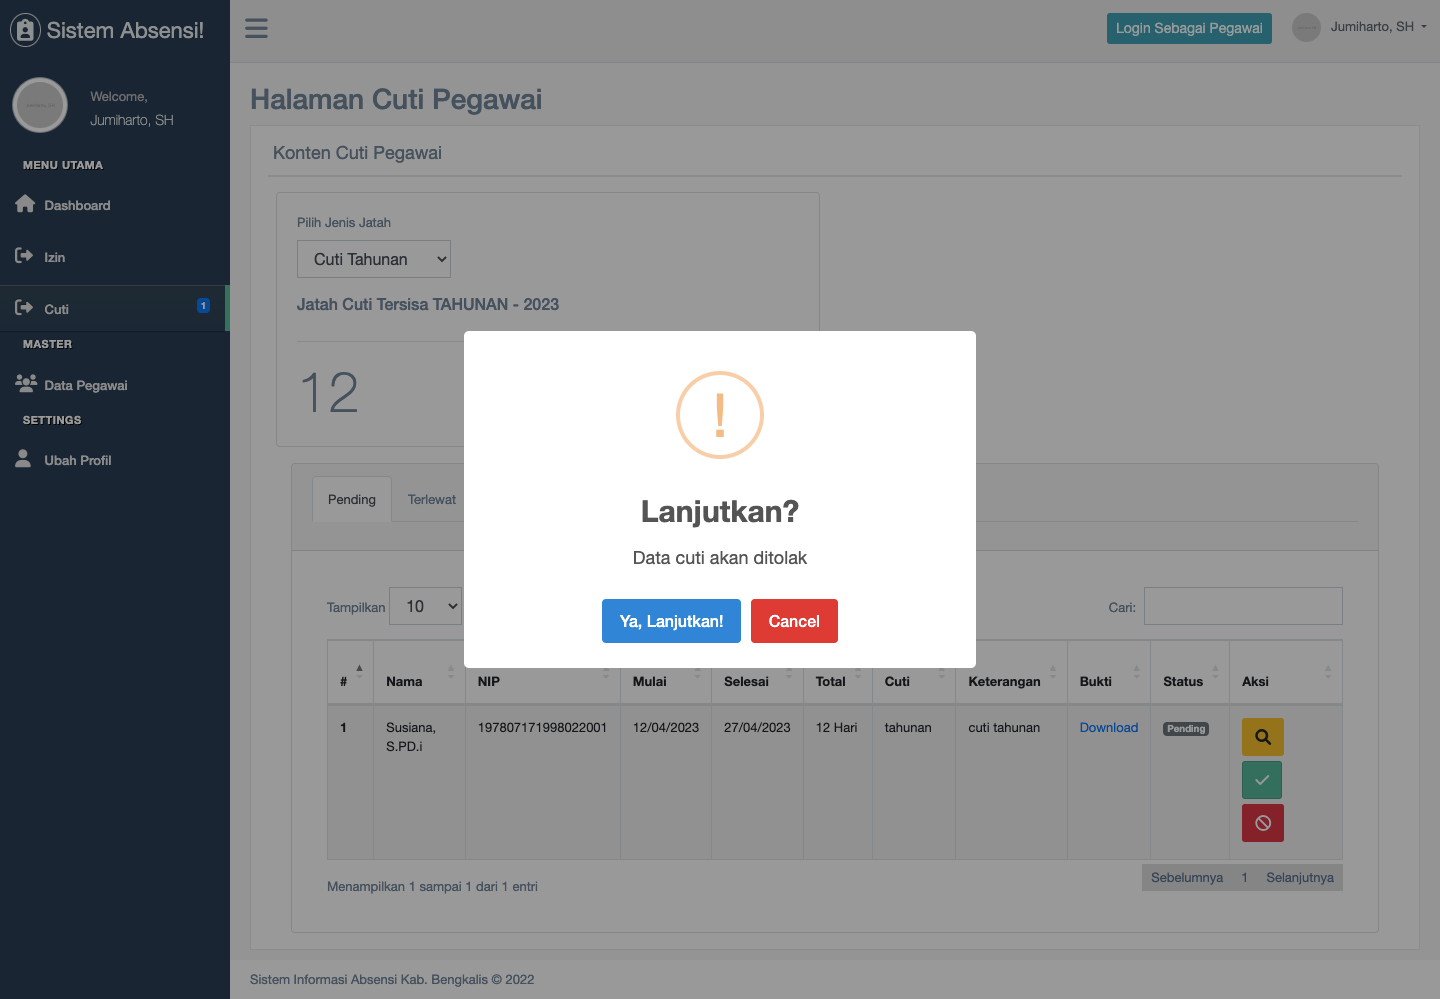 Sistem Absensi!
Login Sebagai Pegawai
Jumiharto, SH
Welcome,
Jumiharto, SH
MENU UTAMA
Dashboard
Izin
Cuti
1
MASTER
Data Pegawai
SETTINGS
Ubah Profil
Halaman Cuti Pegawai
Konten Cuti Pegawai
Pilih Jenis Jatah
Cuti Tahunan
Jatah Cuti Tersisa TAHUNAN - 2023
12
Pending
Terlewat
Lanjutkan?
Data cuti akan ditolak
Ya, Lanjutkan!
Cancel
Tampilkan 10
Cari:
# Nama NIP Mulai Selesai Total Cuti Keterangan Bukti Status Aksi
1 Susiana, 197807171998022001 12/04/2023 27/04/2023 12 Hari tahunan cuti tahunan Download Pending
S.PD.i
Menampilkan 1 sampai 1 dari 1 entri
Sebelumnya 1 Selanjutnya
Sistem Informasi Absensi Kab. Bengkalis © 2022